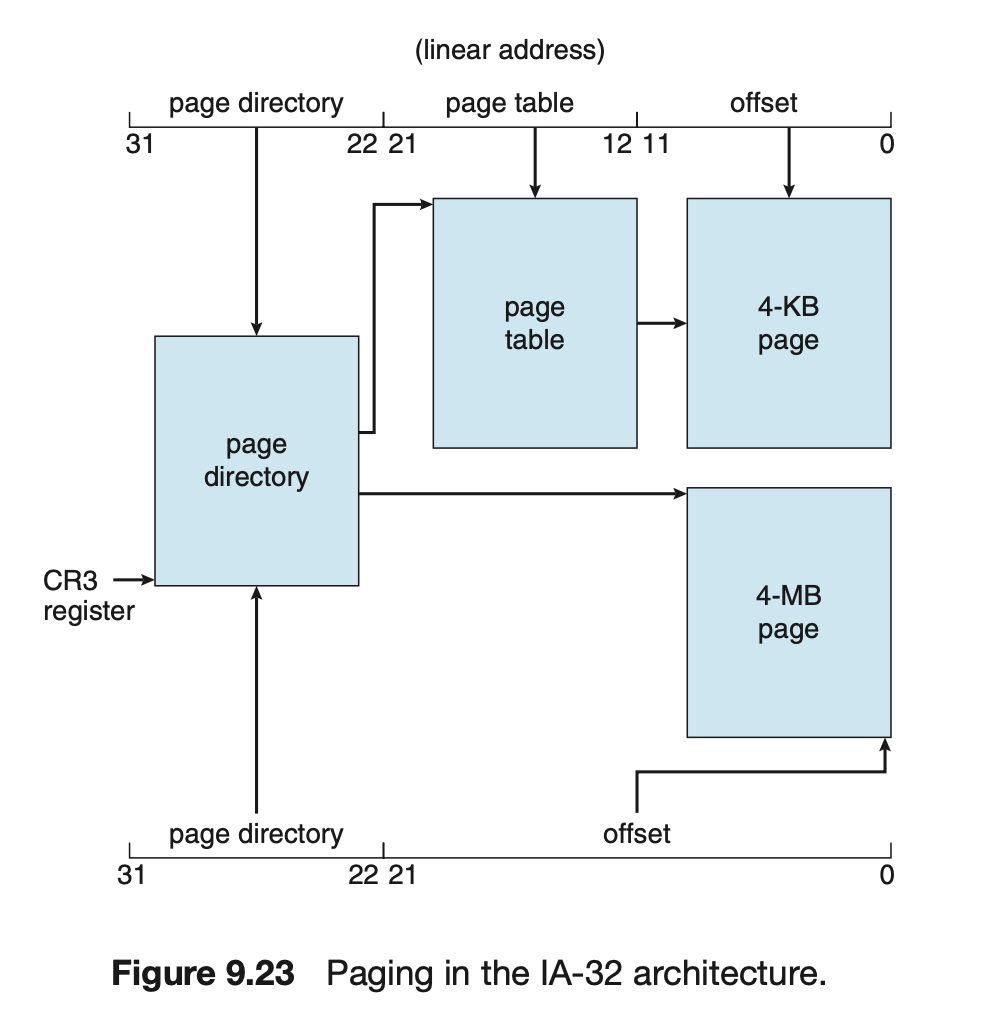 (linear address)
page directory page table offset
31 22 21 12 11 0
page
table
4-KB
page
page
directory
CR3
register
4-MB
page
page directory offset
31 22 21 0
Figure 9.23 Paging in the IA-32 architecture.